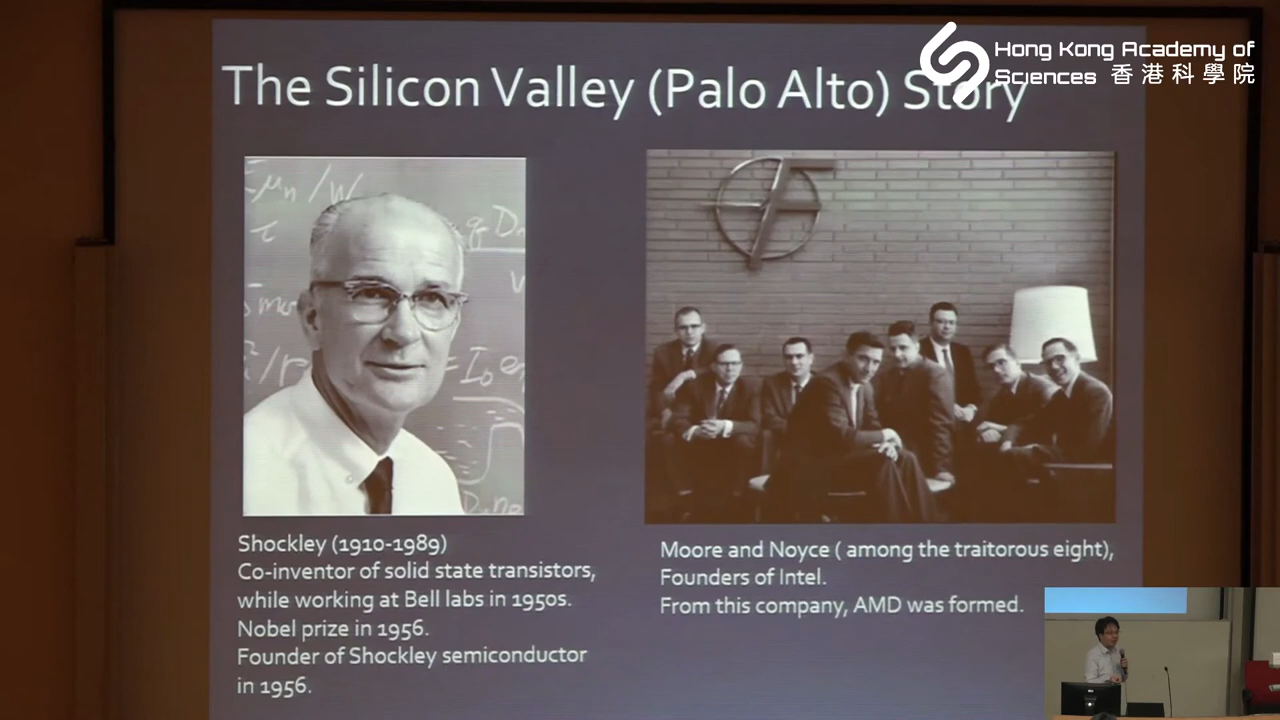 The Silicon Valley (Palo Alto) Story
Hong Kong Academy of
Sciences 香港科學院
Shockley (1910-1989)
Co-inventor of solid state transistors,
while working at Bell labs in 1950s.
Nobel prize in 1956.
Founder of Shockley semiconductor
in 1956.
Moore and Noyce ( among the traitorous eight),
Founders of Intel.
From this company, AMD was formed.